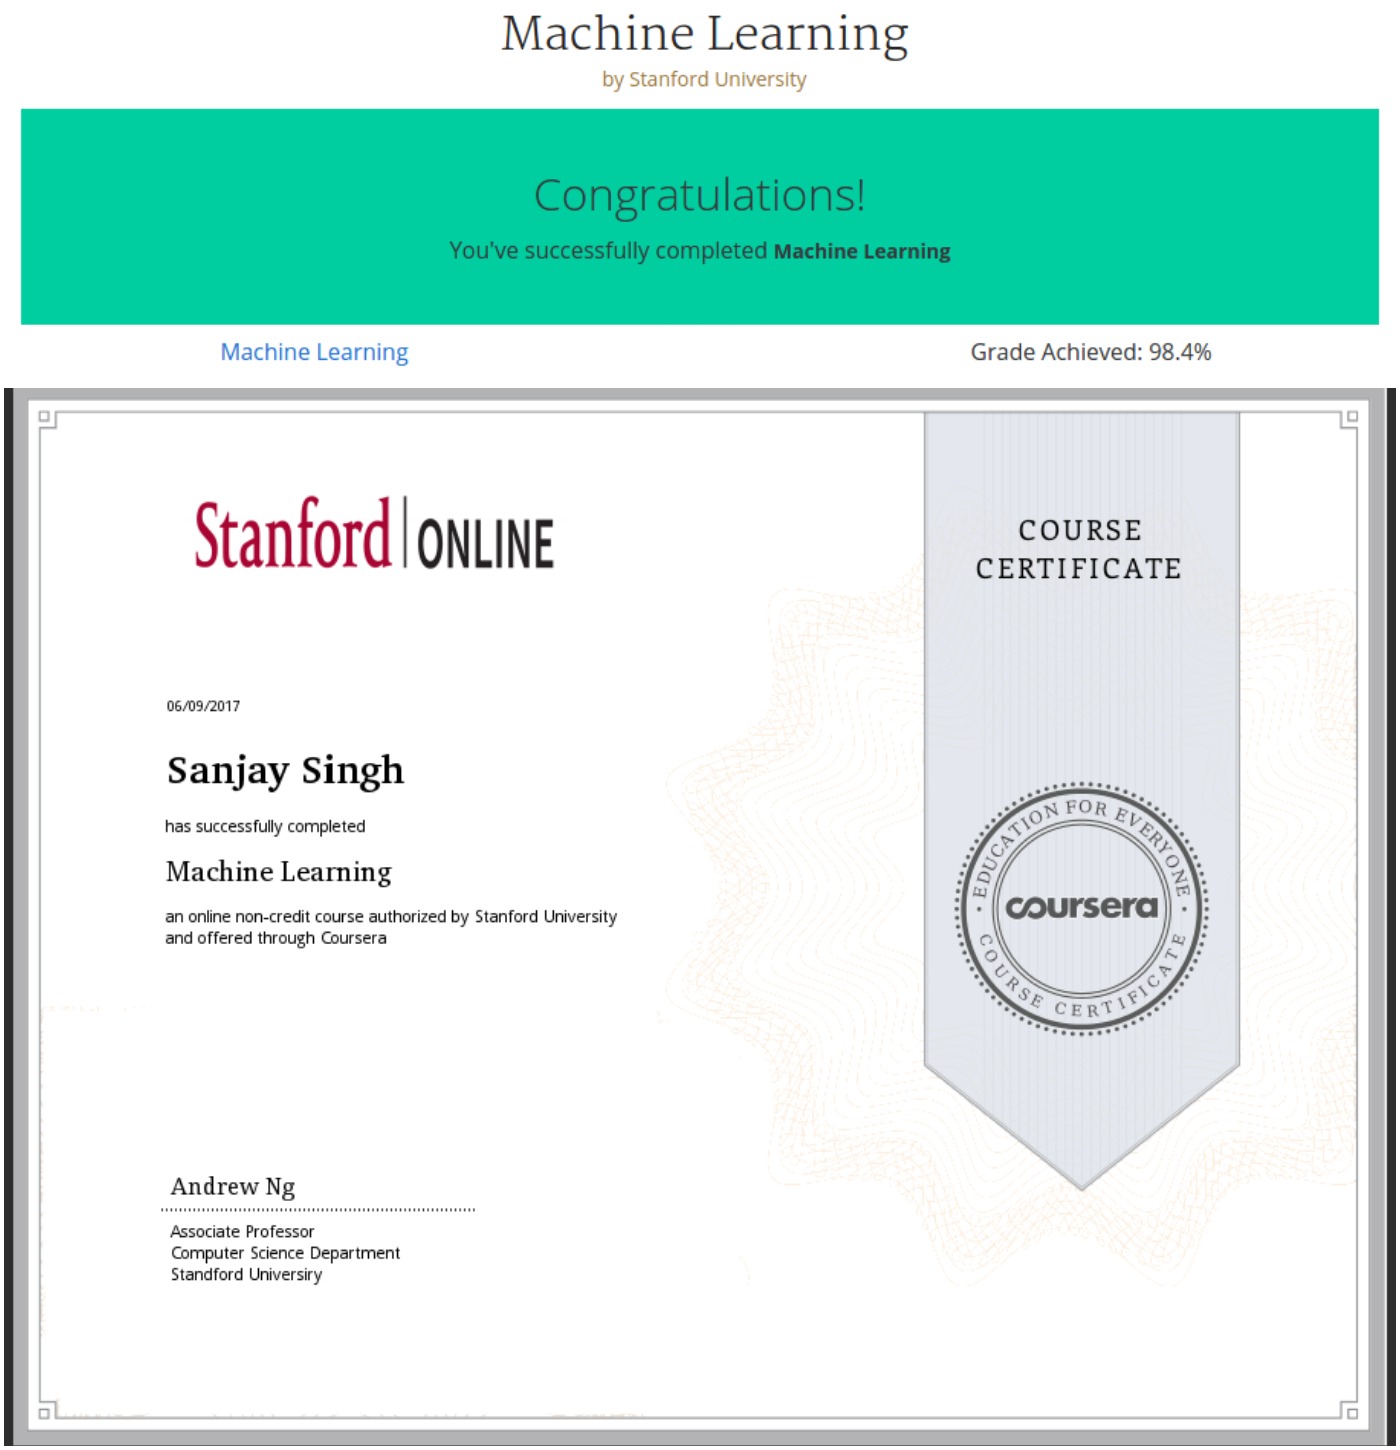 Machine Learning
by Stanford University
Congratulations!
You've successfully completed Machine Learning
Machine Learning
Grade Achieved: 98.4%
Stanford | ONLINE
COURSE
CERTIFICATE
06/09/2017
Sanjay Singh
has successfully completed
Machine Learning
an online non-credit course authorized by Stanford University
and offered through Coursera
EDUCATION FOR EVERYONE
coursera
COURSE CERTIFICATE
Andrew Ng
Associate Professor
Computer Science Department
Standford Universiry